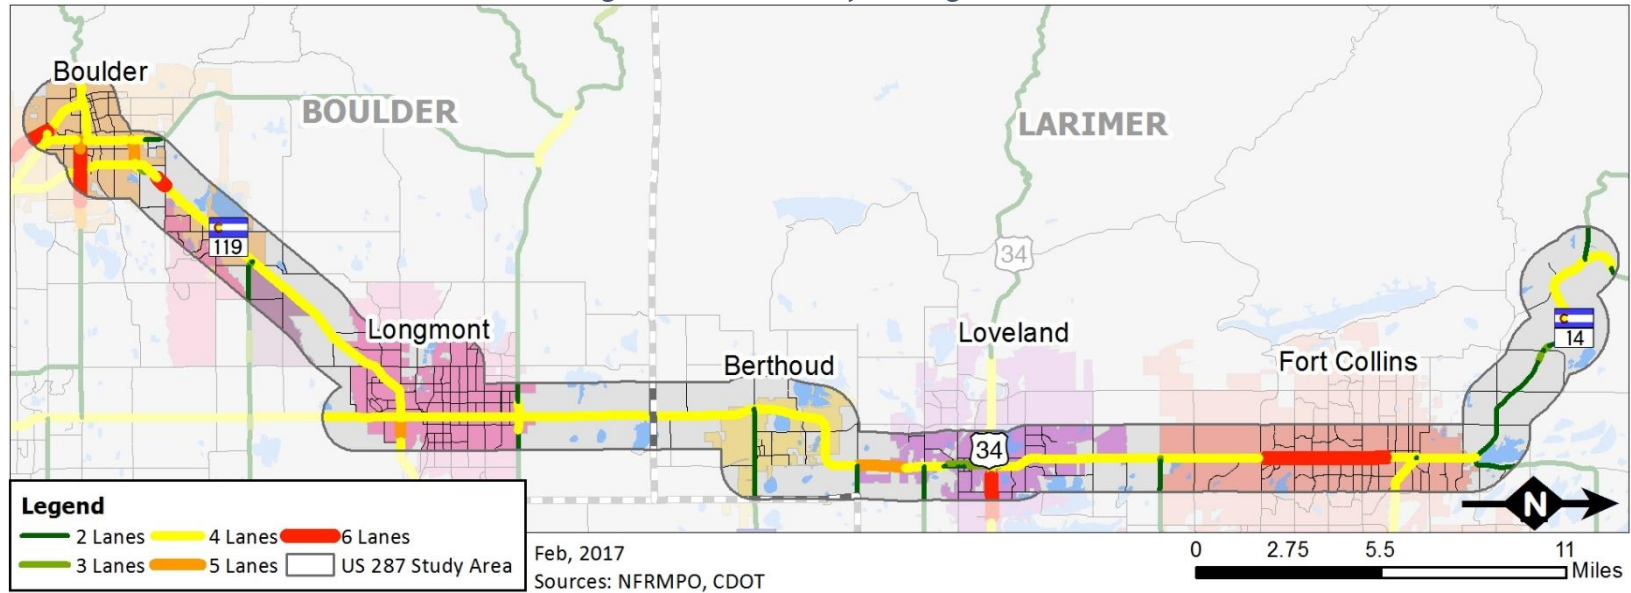 Boulder
BOULDER
LARIMER
119
34
14
Longmont
Berthoud
Loveland
Fort Collins
34
Legend
2 Lanes
4 Lanes
6 Lanes
3 Lanes
5 Lanes
US 287 Study Area
Feb, 2017
Sources: NFRMPO, CDOT
N
0 2.75 5.5 11
Miles